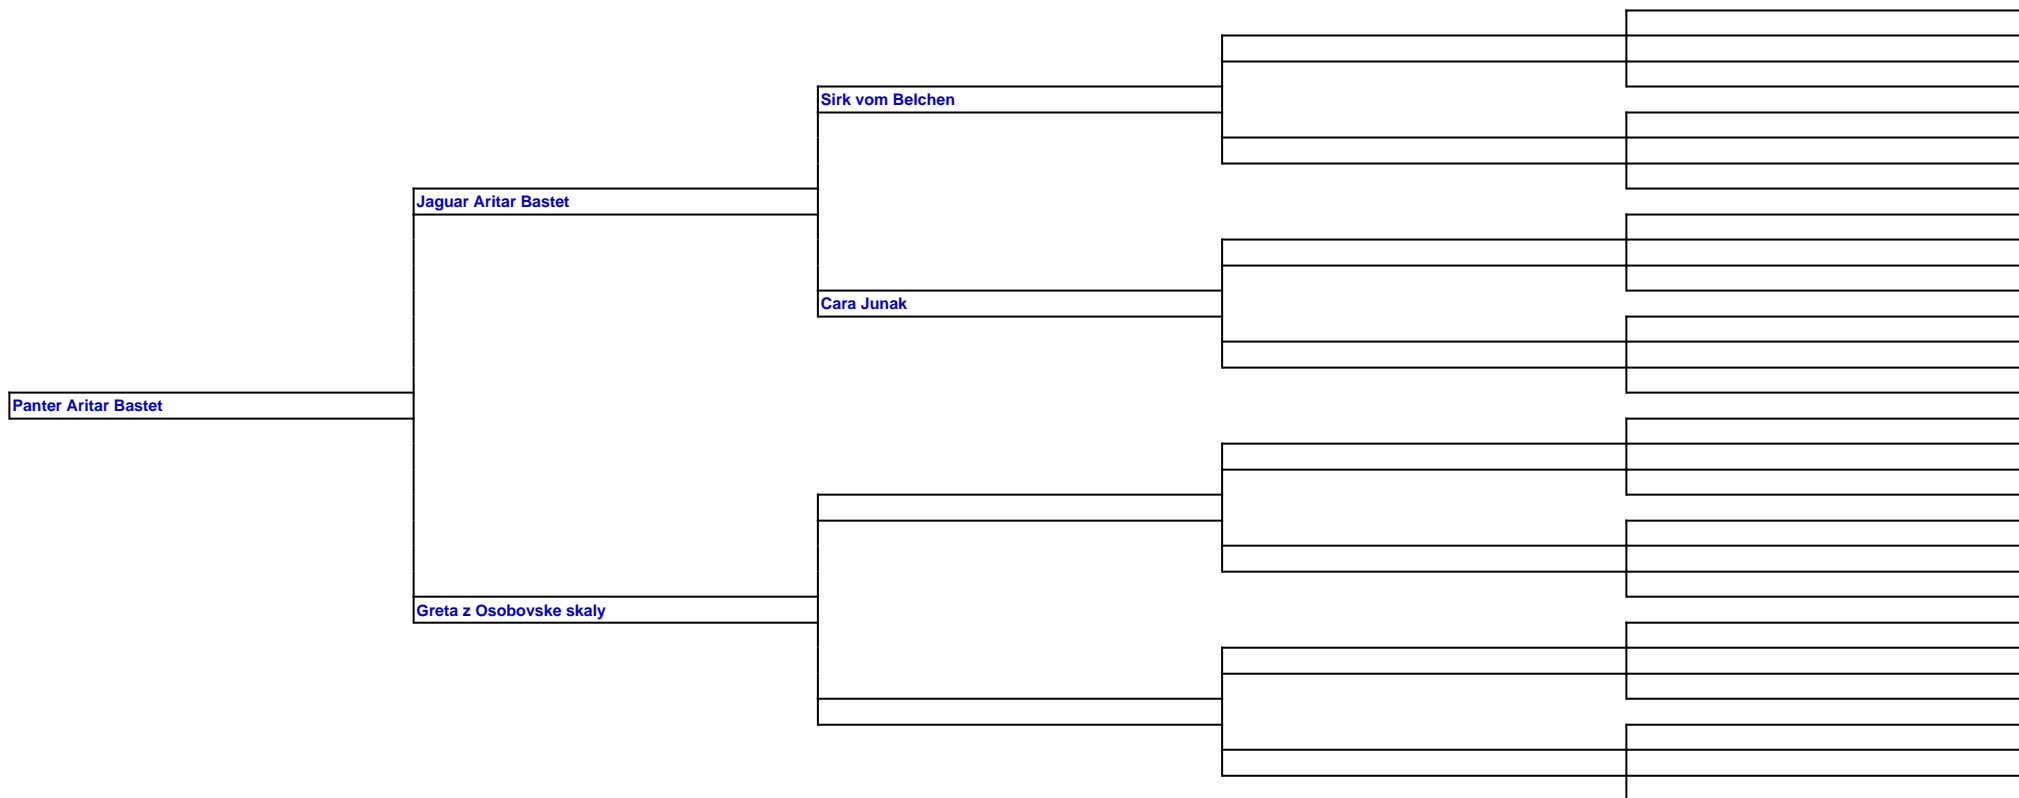 Sirk vom Belchen
Jaguar Aritar Bastet
Cara Junak
Panter Aritar Bastet
Greta z Osobovske skaly